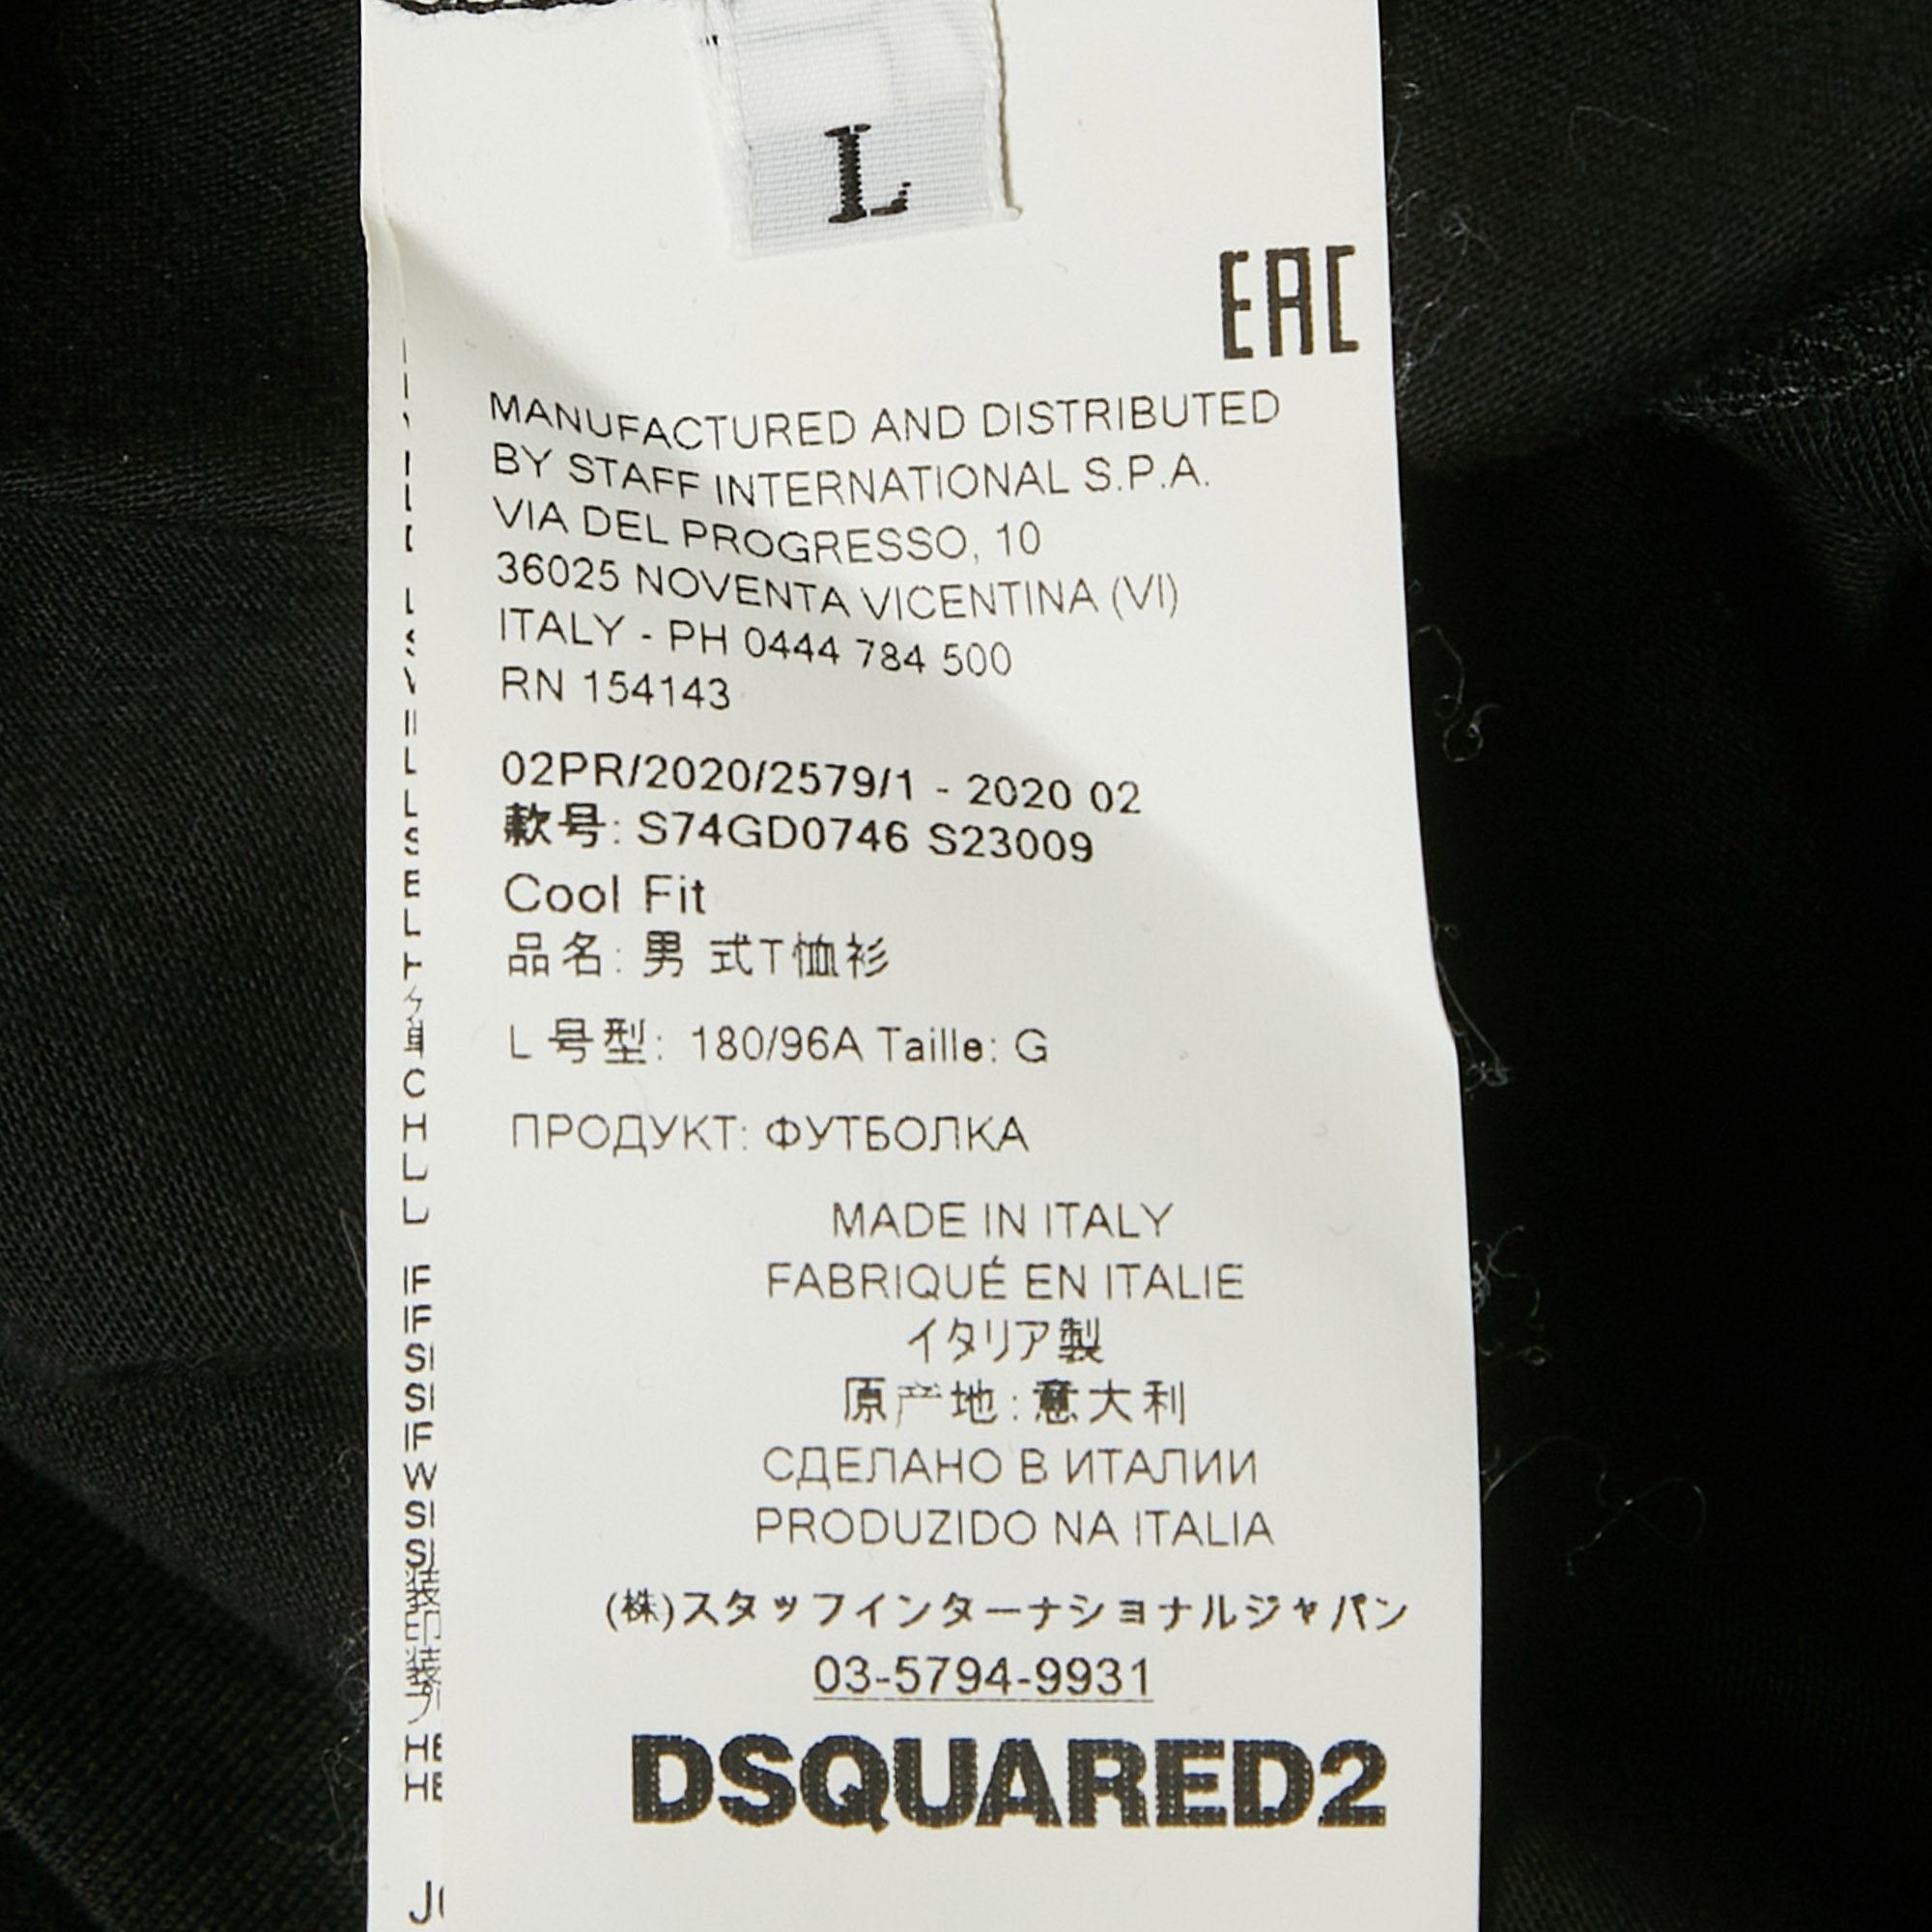 L
EAC
MANUFACTURED AND DISTRIBUTED
BY STAFF INTERNATIONAL S.P.A.
VIA DEL PROGRESSO, 10
36025 NOVENTA VICENTINA (VI)
ITALY - PH 0444 784 500
RN 154143
02PR/2020/2579/1 - 2020 02
款号: S74GD0746 S23009
Cool Fit
品名: 男 式T恤衫
L 号型: 180/96A Taille: G
ПРОДУКТ: ФУТБОЛКА
MADE IN ITALY
FABRIQUÉ EN ITALIE
イタリア製
原产地: 意大利
СДЕЛАНО В ИТАЛИИ
PRODUZIDO NA ITALIA
(株)スタッフインターナショナルジャパン
03-5794-9931
DSQUARED2